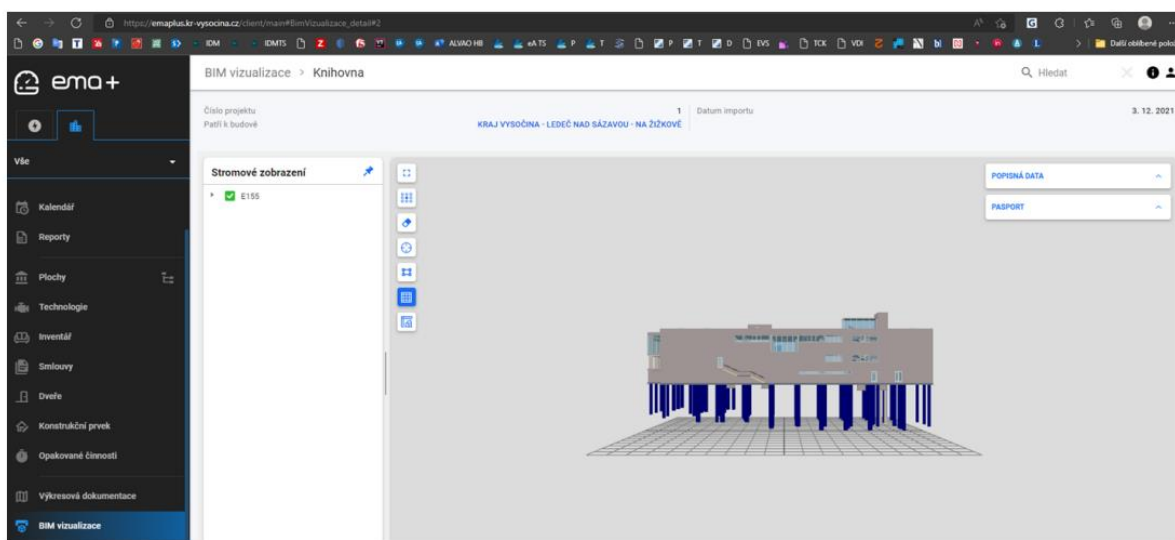 https://emaplus.kr-vysocina.cz/client/main#BimVizualizace_detail#2
IDM
IDMTS
ALVAO HB
eA TS
P
T
P
T
D
EVS
TCK
VDI
Další oblíbené polo
ema+
BIM vizualizace > Knihovna
Hledat
Číslo projektu 1
Datum importu 3. 12. 2021
Patří k budově KRAJ VYSOČINA - LEDEČ NAD SÁZAVOU - NA ŽIŽKOVĚ
Vše
Stromové zobrazení
E155
POPISNÁ DATA
PASPORT
Kalendář
Reporty
Plochy
Technologie
Inventář
Smlouvy
Dveře
Konstrukční prvek
Opakované činnosti
Výkresová dokumentace
BIM vizualizace